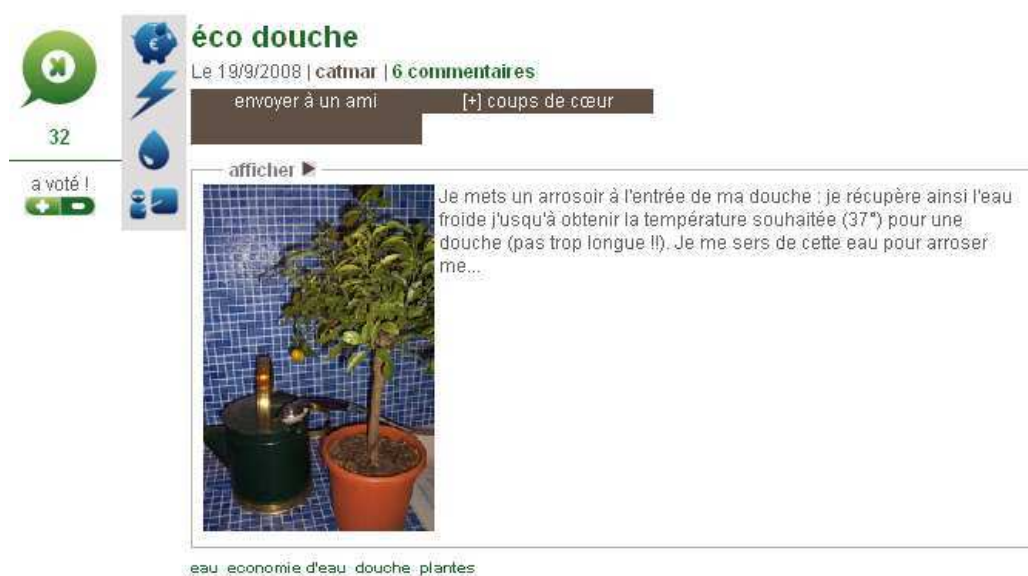 éco douche
Le 19/9/2008 | catmar | 6 commentaires
envoyer à un ami [+] coups de cœur
32
a voté !
afficher
Je mets un arrosoir à l'entrée de ma douche : je récupère ainsi l'eau
froide j'usqu'à obtenir la température souhaitée (37°) pour une
douche (pas trop longue !!). Je me sers de cette eau pour arroser
me...
eau economie d'eau douche plantes